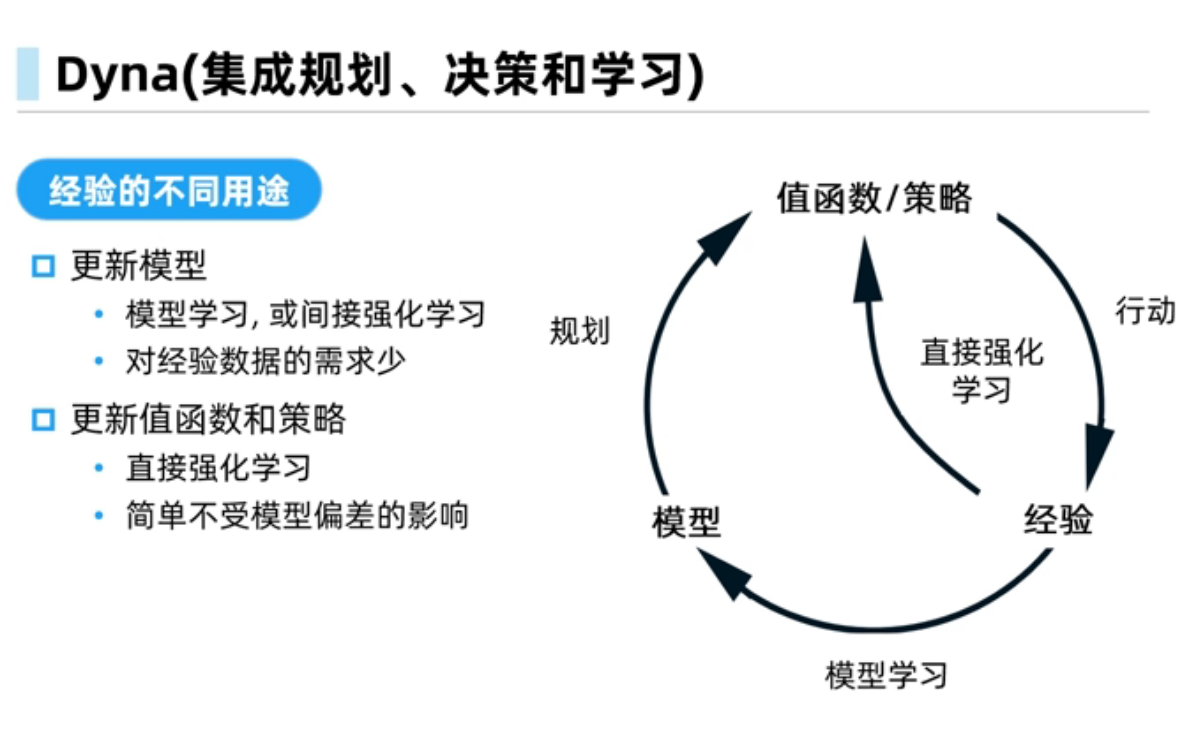 Dyna(集成规划、决策和学习)
经验的不同用途
更新模型
模型学习, 或间接强化学习
对经验数据的需求少
更新值函数和策略
直接强化学习
简单不受模型偏差的影响
值函数/策略
规划
行动
直接强化
学习
模型
经验
模型学习